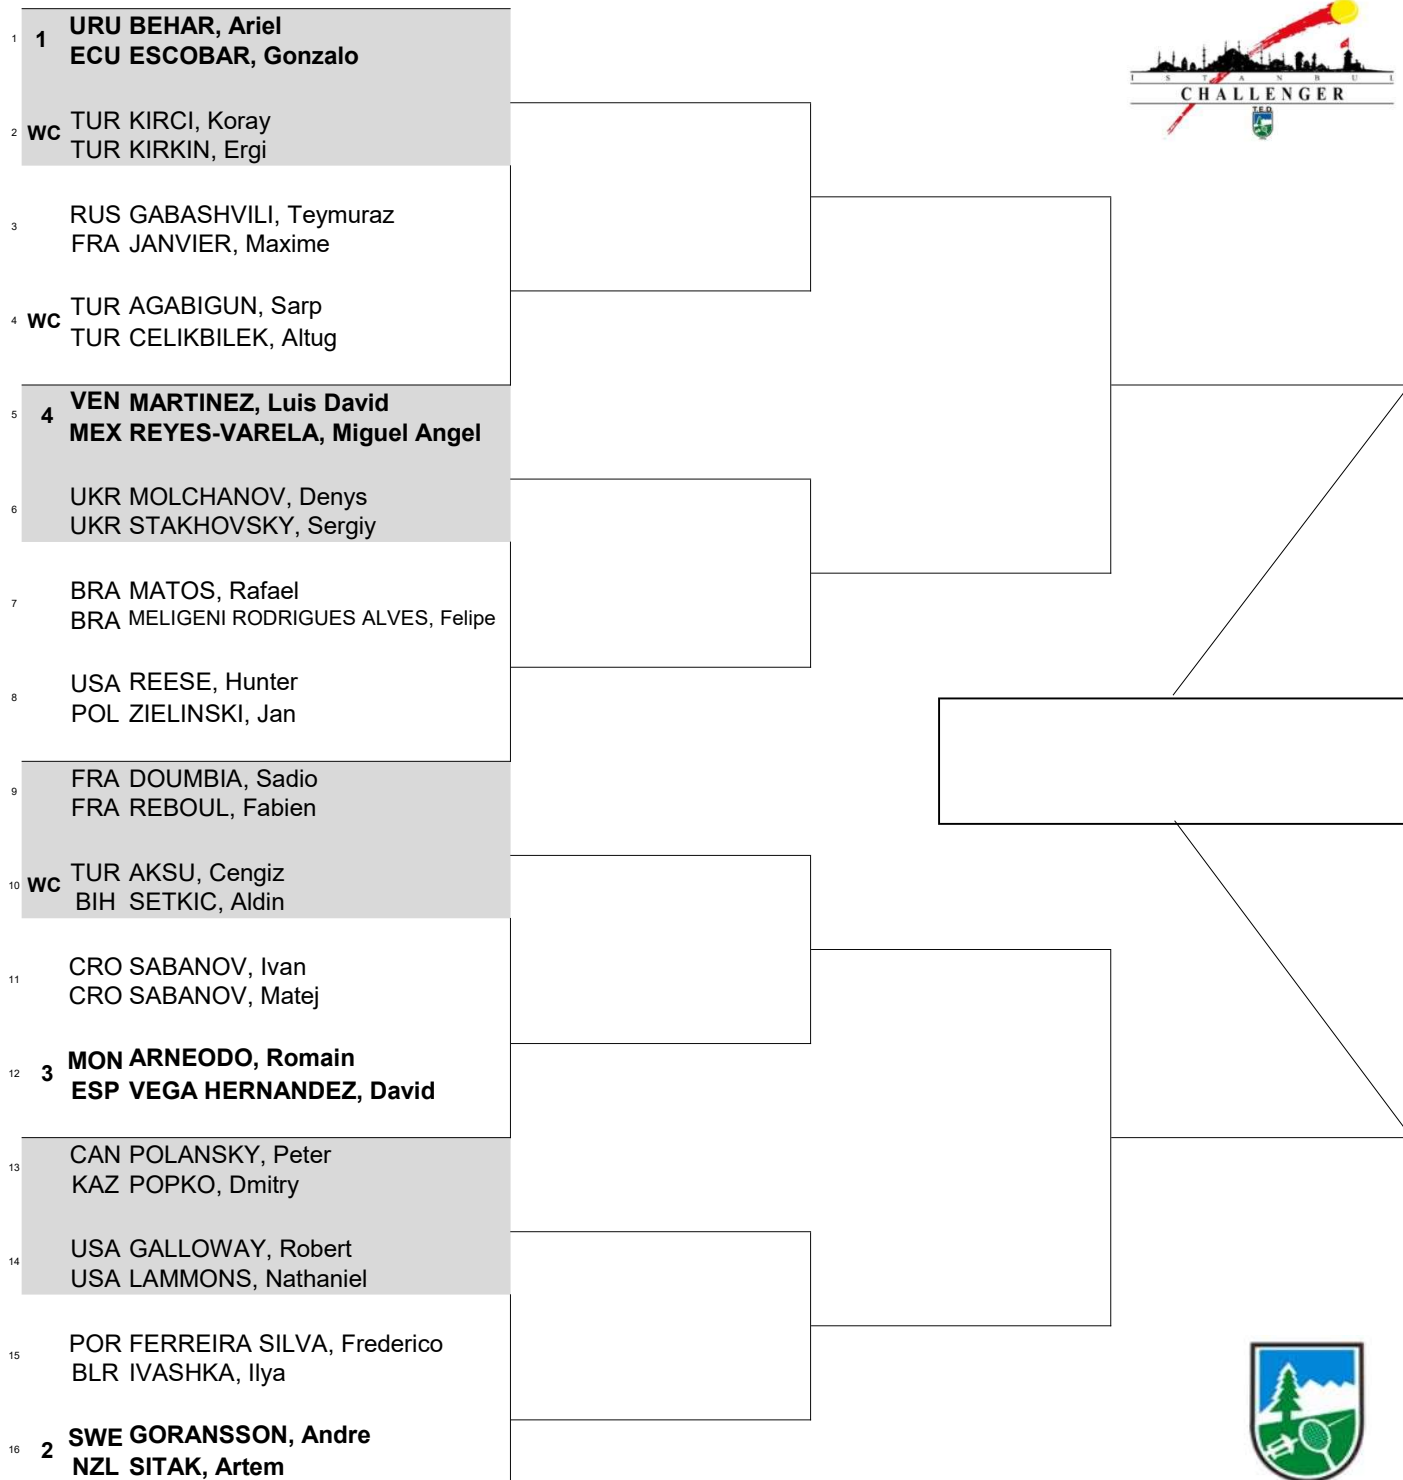 1 1 URU BEHAR, Ariel
ECU ESCOBAR, Gonzalo
2 WC TUR KIRCI, Koray
TUR KIRKIN, Ergi
3 RUS GABASHVILI, Teymuraz
FRA JANVIER, Maxime
4 WC TUR AGABIGUN, Sarp
TUR CELIKBILEK, Altug
5 4 VEN MARTINEZ, Luis David
MEX REYES-VARELA, Miguel Angel
6 UKR MOLCHANOV, Denys
UKR STAKHOVSKY, Sergiy
7 BRA MATOS, Rafael
BRA MELIGENI RODRIGUES ALVES, Felipe
8 USA REESE, Hunter
POL ZIELINSKI, Jan
9 FRA DOUMBIA, Sadio
FRA REBOUL, Fabien
10 WC TUR AKSU, Cengiz
BIH SETKIC, Aldin
11 CRO SABANOV, Ivan
CRO SABANOV, Matej
12 3 MON ARNEODO, Romain
ESP VEGA HERNANDEZ, David
13 CAN POLANSKY, Peter
KAZ POPKO, Dmitry
14 USA GALLOWAY, Robert
USA LAMMONS, Nathaniel
15 POR FERREIRA SILVA, Frederico
BLR IVASHKA, Ilya
16 2 SWE GORANSSON, Andre
NZL SITAK, Artem
ISTANBUL
CHALLENGER
T.E.D.